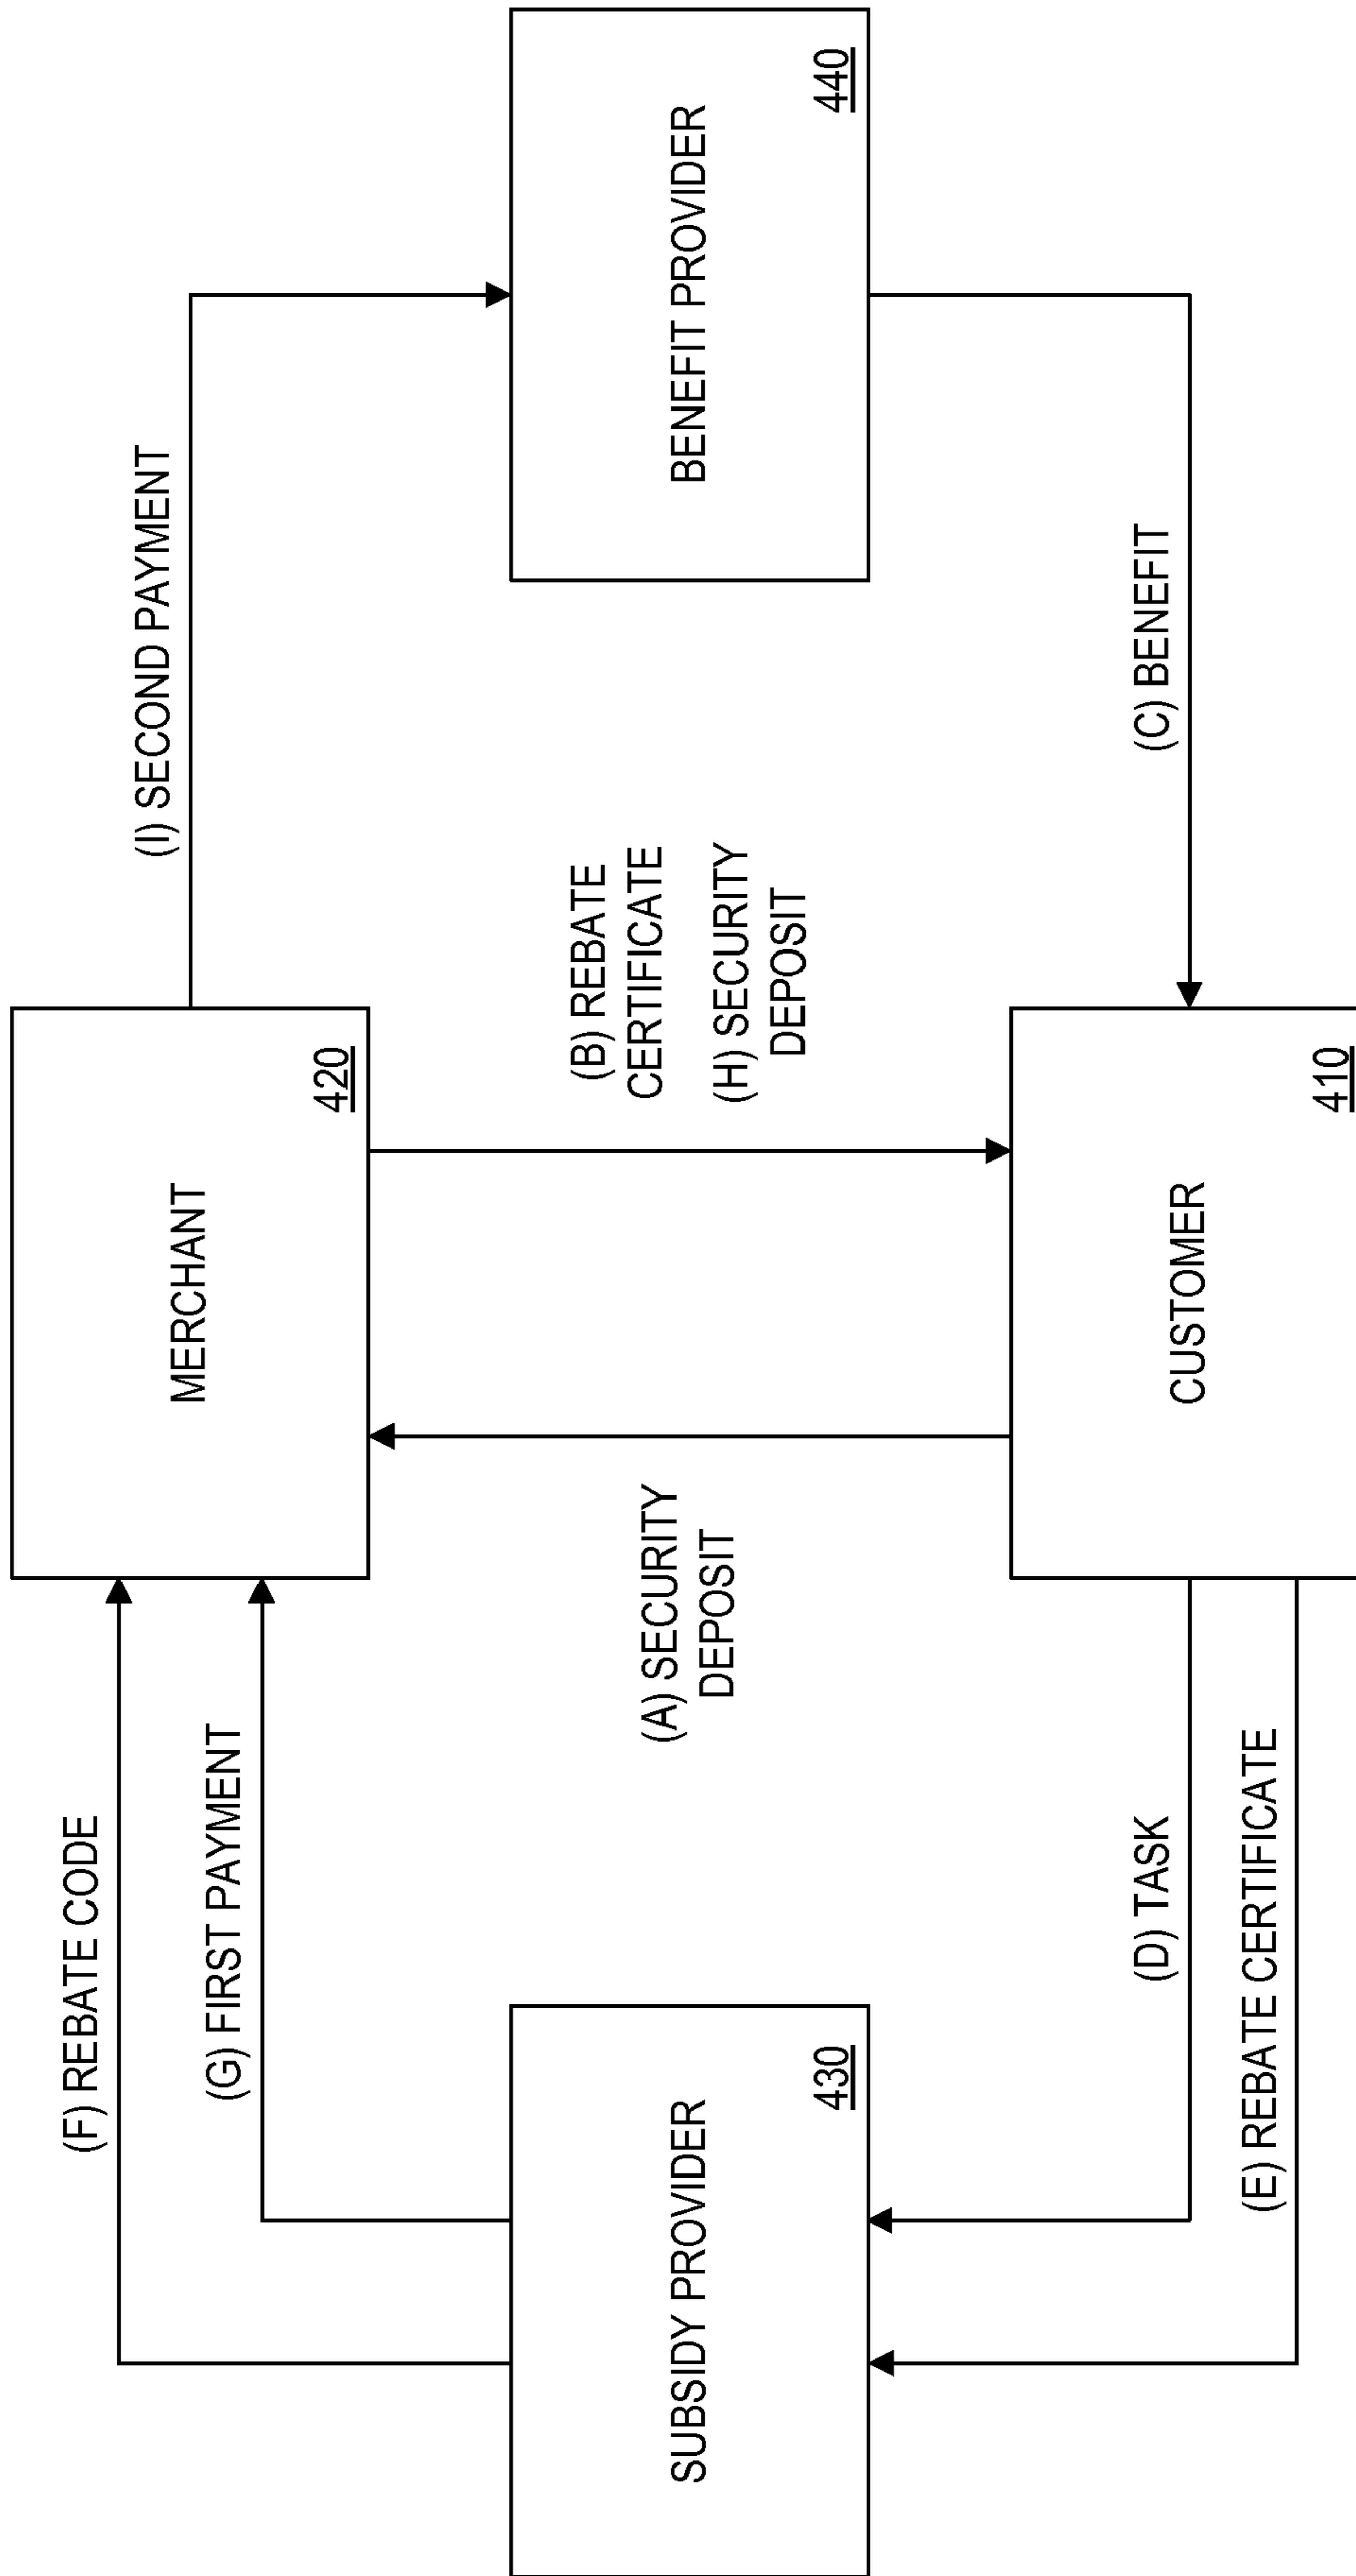 (F) REBATE CODE
(G) FIRST PAYMENT
MERCHANT
420
(I) SECOND PAYMENT
SUBSIDY PROVIDER
430
(A) SECURITY
DEPOSIT
(B) REBATE
CERTIFICATE
(H) SECURITY
DEPOSIT
BENEFIT PROVIDER
440
(D) TASK
(E) REBATE CERTIFICATE
CUSTOMER
410
(C) BENEFIT